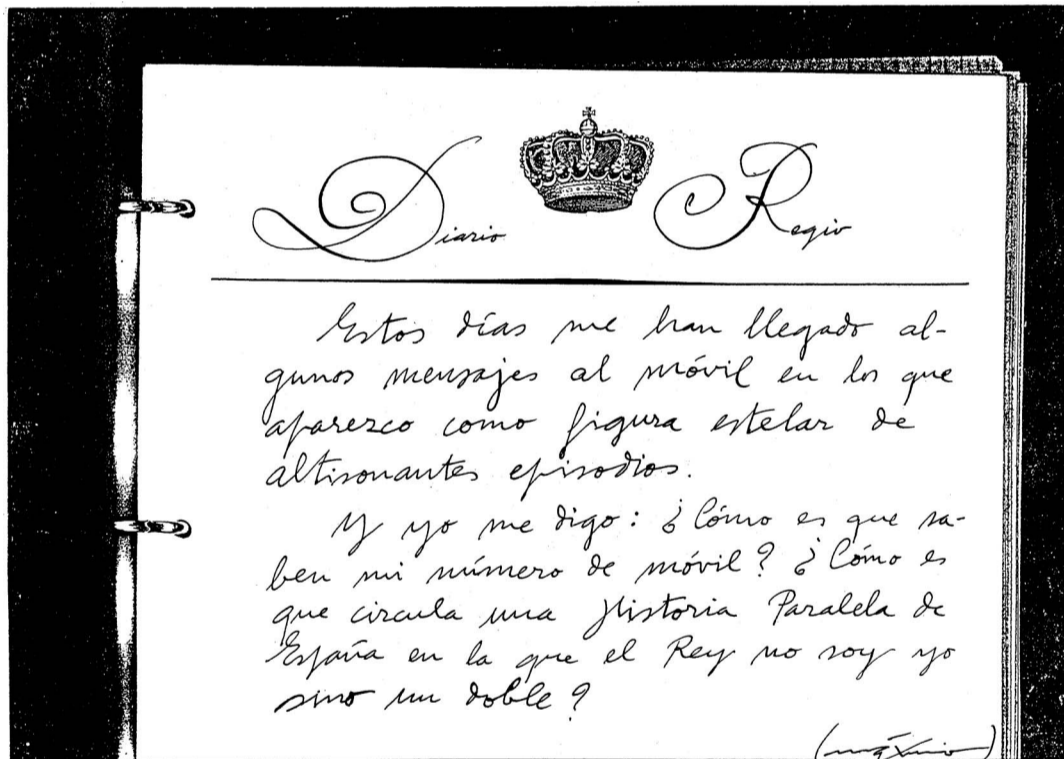 Diario Regio
Estos días me han llegado al-
gunos mensajes al móvil en los que
aparezco como figura estelar de
altisonantes episodios.
Y yo me digo: ¿Cómo es que sa-
ben mi número de móvil? ¿Cómo es
que circula una Historia Paralela de
España en la que el Rey no soy yo
sino un doble?
(máximo)